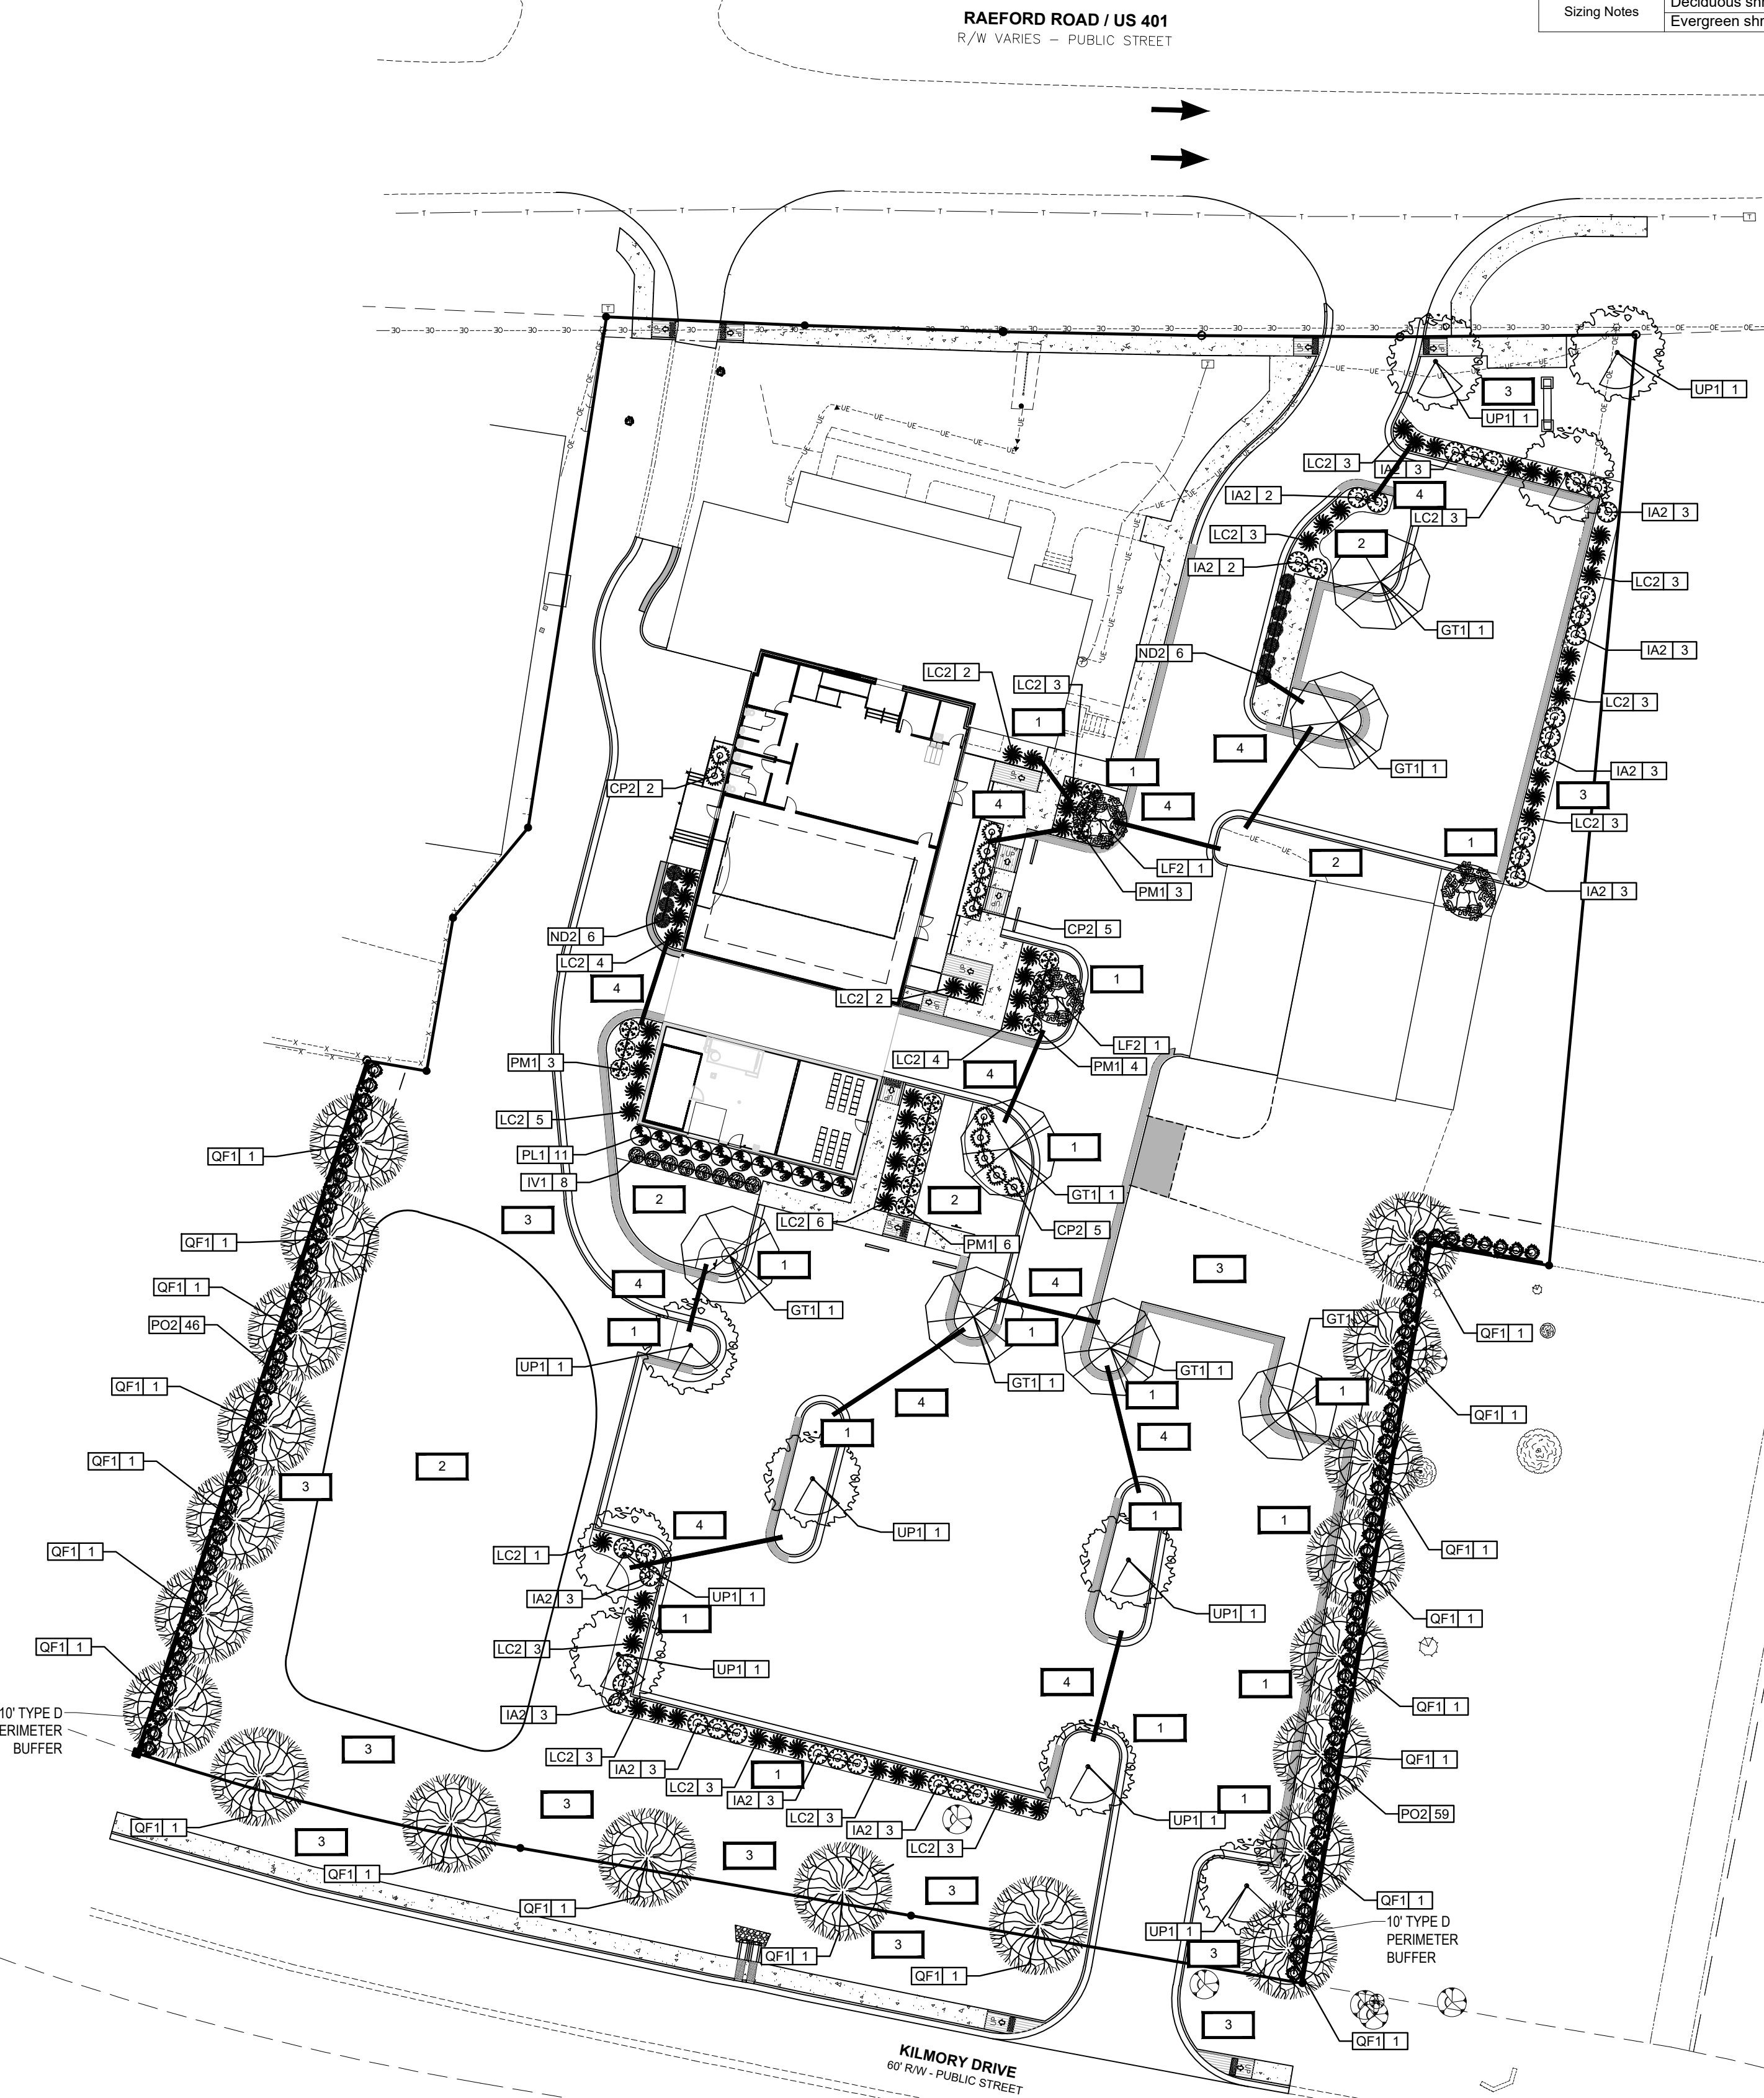 Deciduous
Sizing Notes
Evergreen
RAEFORD ROAD / US 401
R/W VARIES – PUBLIC STREET
UP1 1
3
UP1 1
LC2 3
IA2 3
IA2 2
4
LC2 3
IA2 3
LC2 3
2
IA2 2
LC2 3
GT1 1
ND2 6
IA2 3
LC2 2
LC2 3
LC2 3
1
4
GT1 1
1
IA2 3
CP2 2
4
4
3
LC2 3
1
2
LF2 1
PM1 3
IA2 3
CP2 5
ND2 6
LC2 4
1
4
LC2 2
LF2 1
LC2 4
PM1 4
PM1 3
4
LC2 5
1
PL1 11
QF1 1
IV1 8
GT1 1
2
2
3
LC2 6
CP2 5
PM1 6
QF1 1
1
3
4
4
QF1 1
GT1 1
PO2 46
1
1
GT1 1
QF1 1
UP1 1
GT1 1
GT1 1
QF1 1
1
1
4
QF1 1
1
4
QF1 1
2
3
1
1
4
UP1 1
QF1 1
QF1 1
LC2 1
IA2 3
UP1 1
UP1 1
1
QF1 1
QF1 1
LC2 3
UP1 1
4
1
QF1 1
10' TYPE D
PERIMETER
BUFFER
IA2 3
1
3
LC2 3
QF1 1
IA2 3
1
LC2 3
IA2 3
1
3
LC2 3
UP1 1
PO2 59
QF1 1
3
IA2 3
LC2 3
3
QF1 1
3
QF1 1
QF1 1
10' TYPE D
PERIMETER
BUFFER
UP1 1
3
3
QF1 1
QF1 1
3
QF1 1
KILMORY DRIVE
60' R/W - PUBLIC STREET